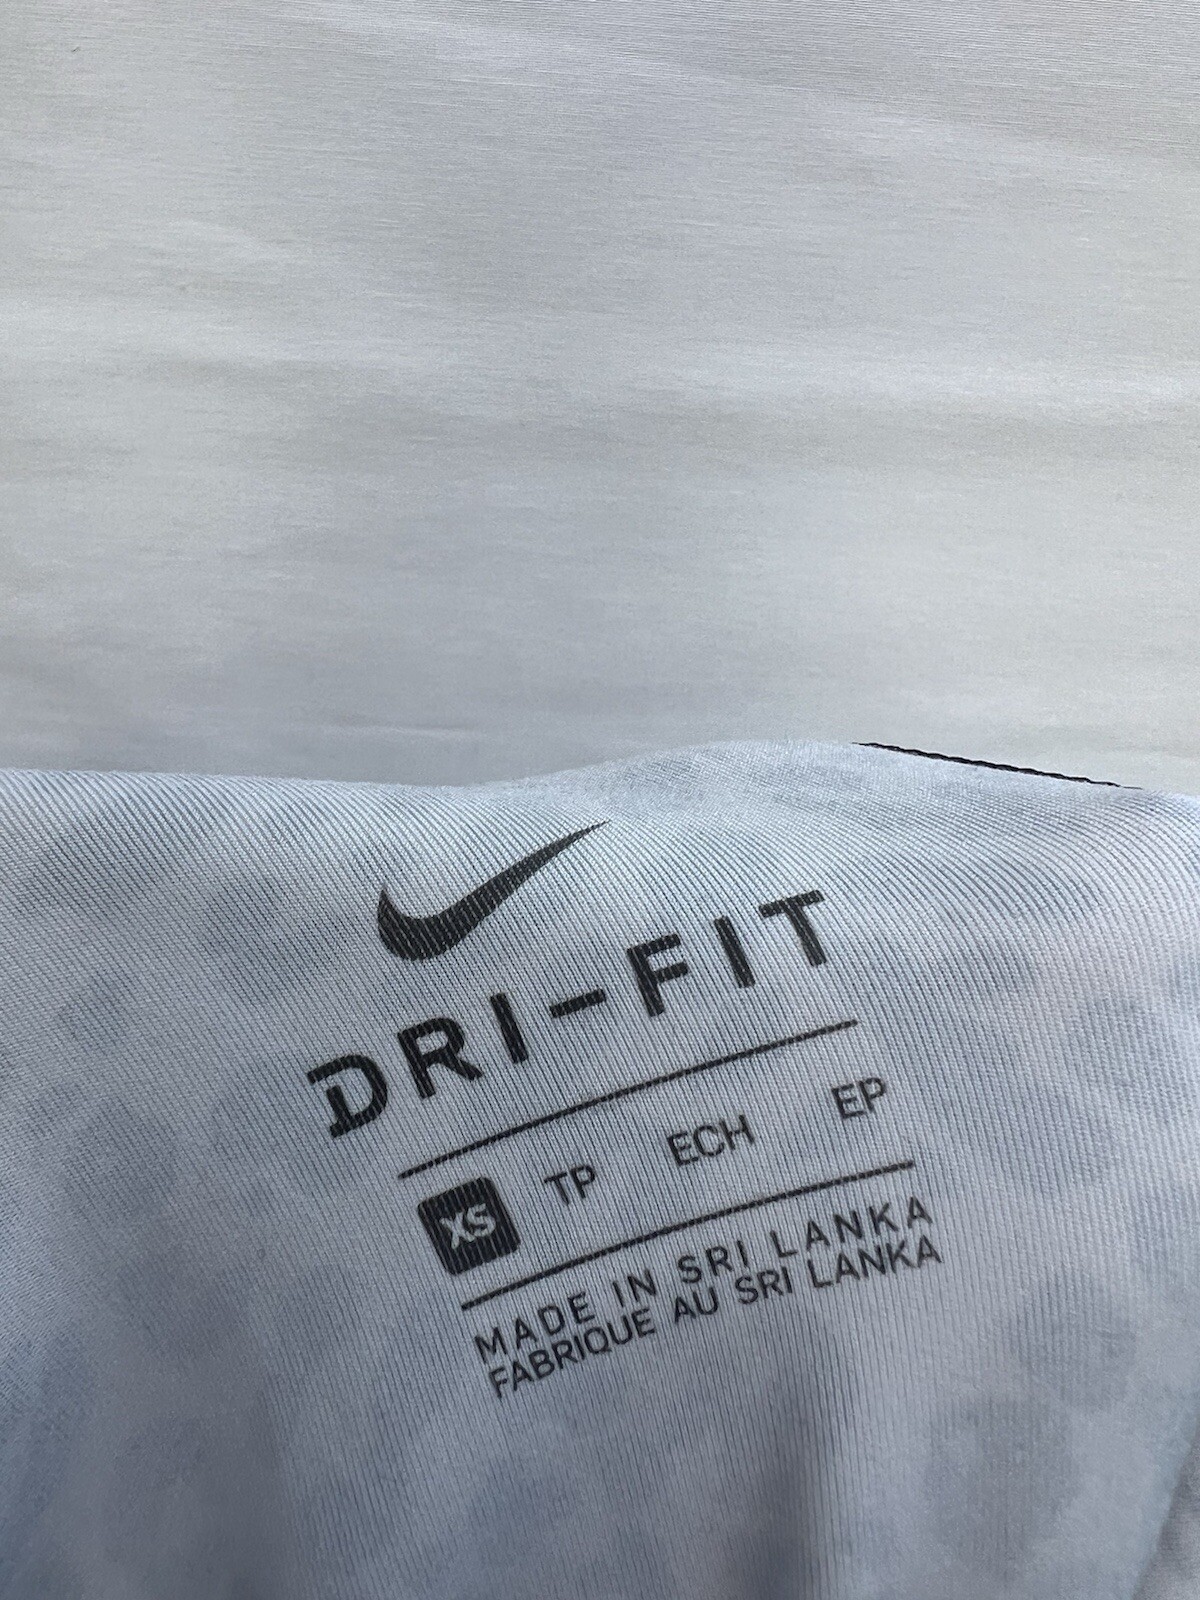 DRI-FIT
XS TP ECH EP
MADE IN SRI LANKA
FABRIQUE AU SRI LANKA